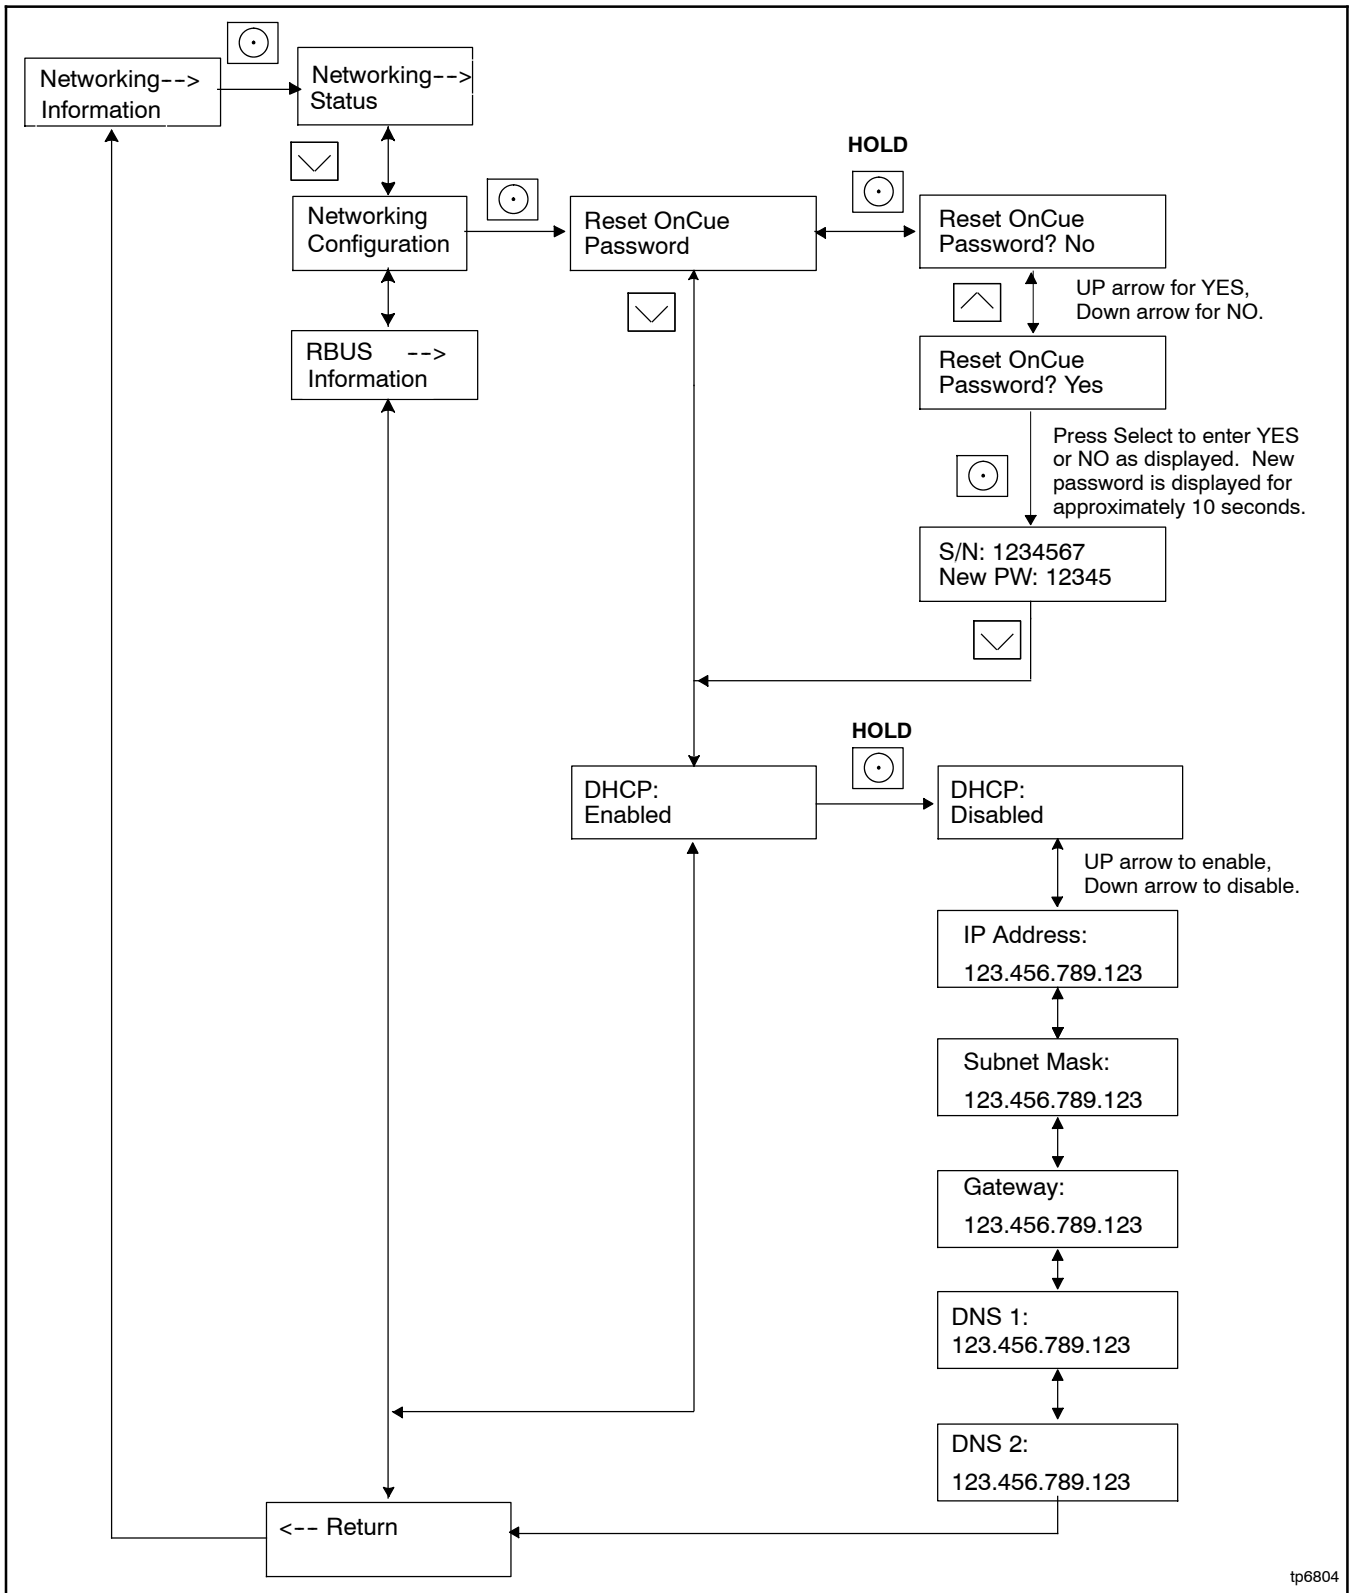 Networking-->
Information
Networking-->
Status
Networking
Configuration
RBUS -->
Information
Reset OnCue
Password
HOLD
Reset OnCue
Password? No
UP arrow for YES,
Down arrow for NO.
Reset OnCue
Password? Yes
Press Select to enter YES
or NO as displayed. New
password is displayed for
approximately 10 seconds.
S/N: 1234567
New PW: 12345
DHCP:
Enabled
HOLD
DHCP:
Disabled
UP arrow to enable,
Down arrow to disable.
IP Address:
123.456.789.123
Subnet Mask:
123.456.789.123
Gateway:
123.456.789.123
DNS 1:
123.456.789.123
DNS 2:
123.456.789.123
<-- Return
tp6804